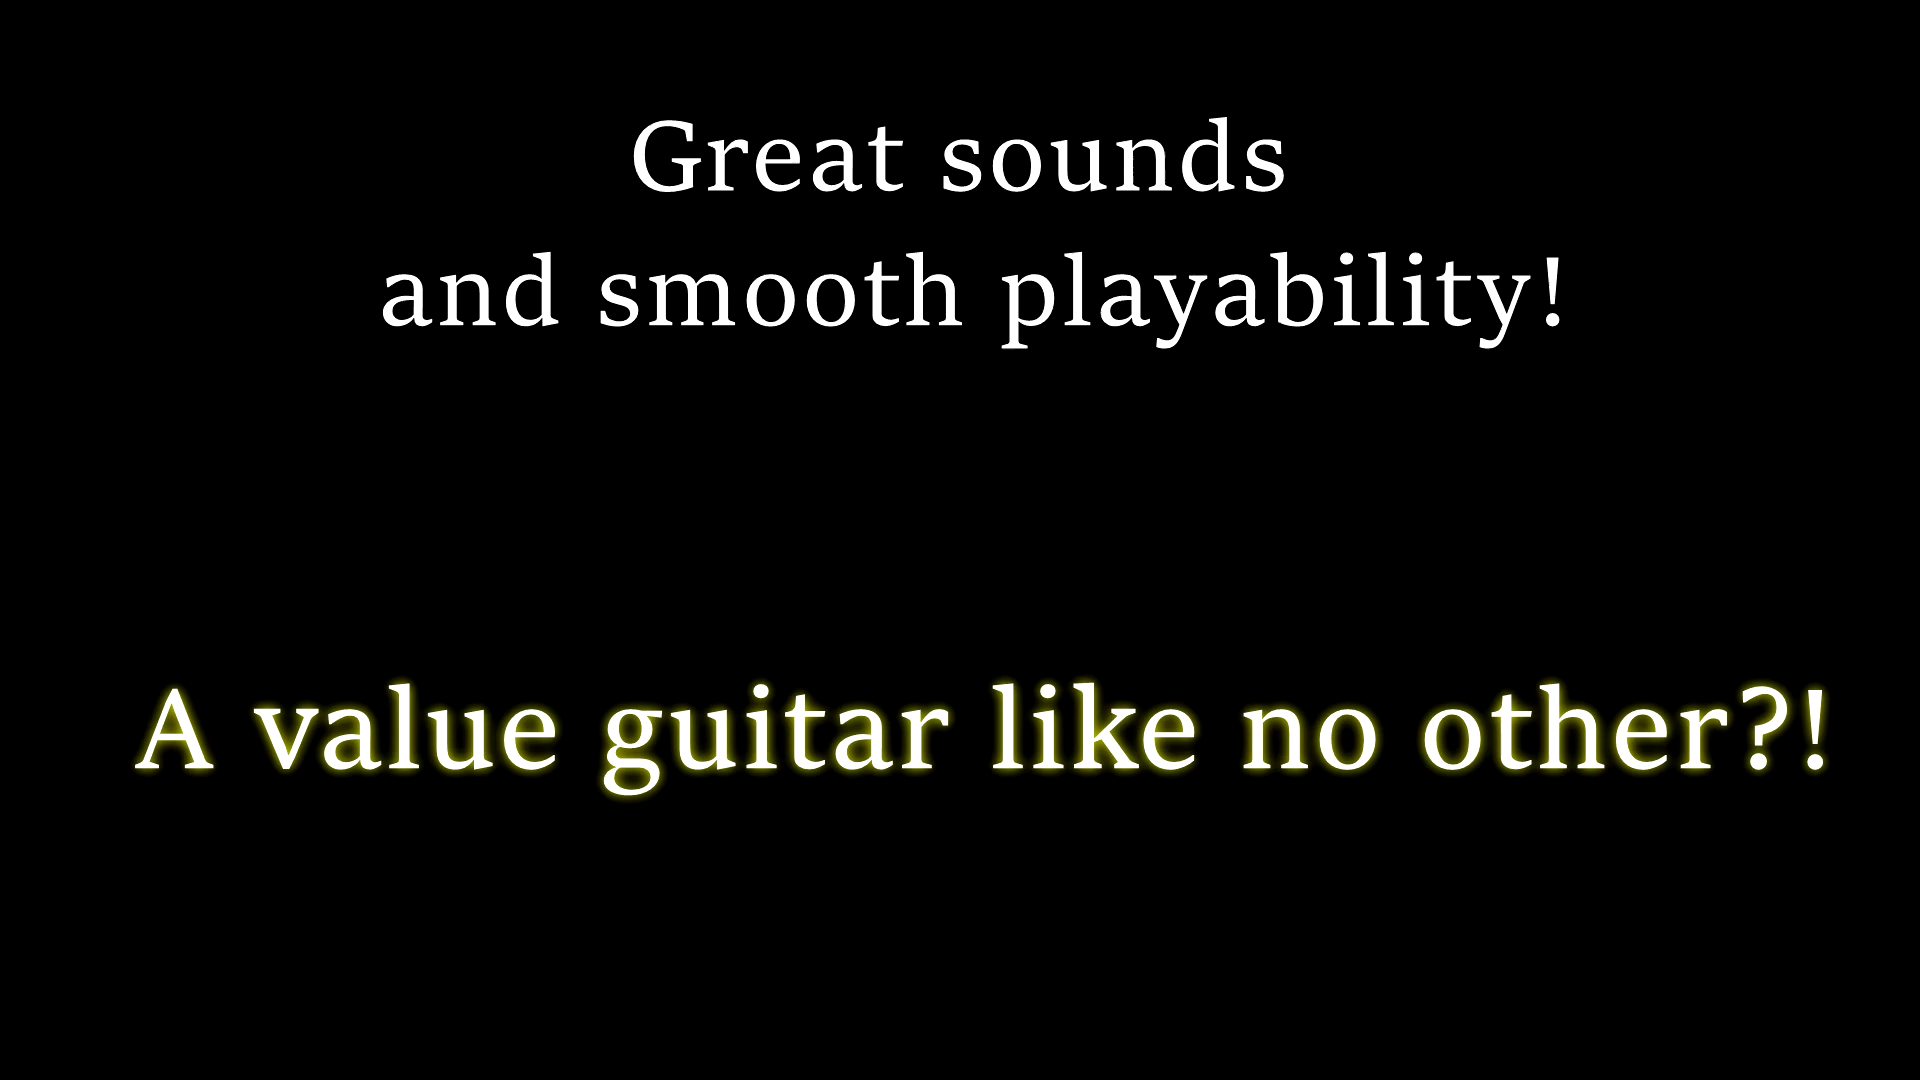 Great sounds
and smooth playability!
A value guitar like no other?!